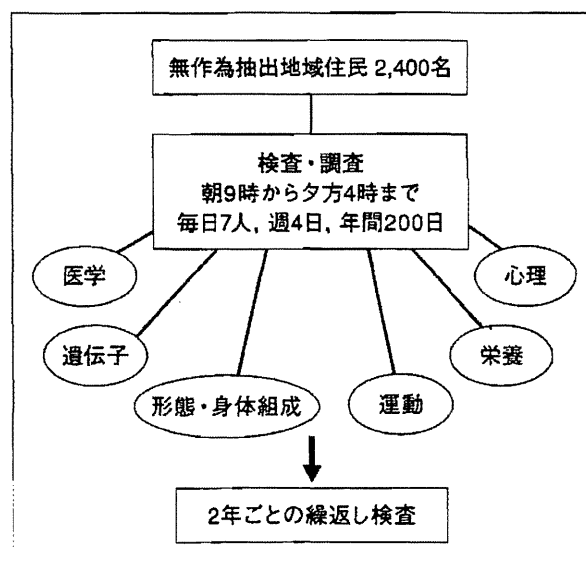 無作為抽出地域住民 2,400名
検査・調査
朝9時から夕方4時まで
毎日7人, 週4日, 年間200日
医学
心理
遺伝子
栄養
形態・身体組成
運動
2年ごとの繰返し検査